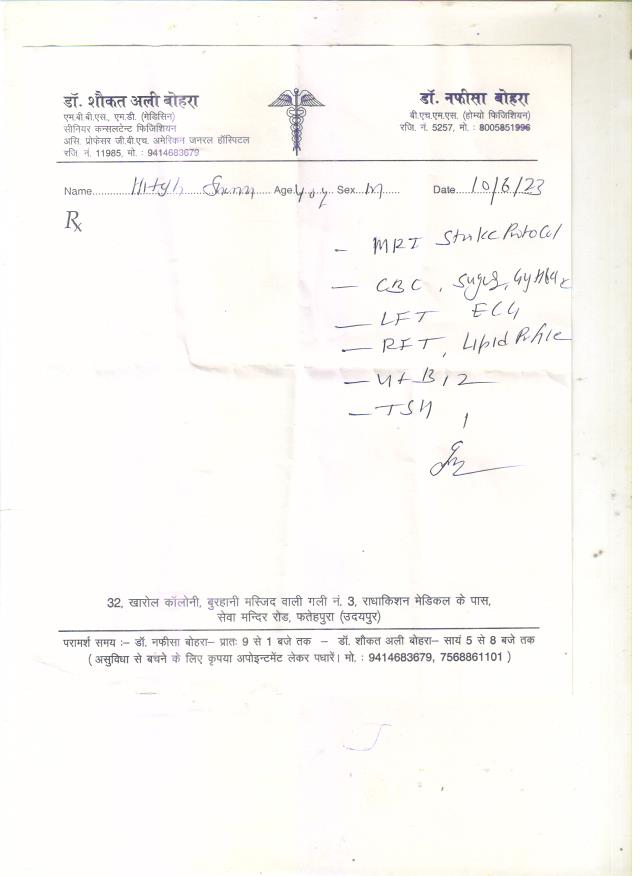 डॉ. शौकत अली बोहरा
एम.बी.बी.एस., एम.डी. (मेडिसिन)
सीनियर कन्सलटेन्ट फिजिशियन
असि. प्रोफेसर जी.बी.एच. अमेरिकन जनरल हॉस्पिटल
रजि. नं. 11985, मो. : 9414683679
डॉ. नफीसा बोहरा
बी.एच.एम.एस. (होम्यो फिजिशियन)
रजि. नं. 5257, मो. : 8005851996
Name............ Age ...... Sex...M...... Date....10/6/23
Rx
- MRI Stroke Protocol
- CBC, Sugar,
- LFT ECG
- RFT, Lipid Profile
- Vit B12
- TSH
32, खारोल कॉलोनी, बुरहानी मस्जिद वाली गली नं. 3, राधाकिशन मेडिकल के पास,
सेवा मन्दिर रोड, फतेहपुरा (उदयपुर)
परामर्श समय :– डॉ. नफीसा बोहरा– प्रातः 9 से 1 बजे तक – डॉ. शौकत अली बोहरा– सायं 5 से 8 बजे तक
( असुविधा से बचने के लिए कृपया अपोइन्टमेंट लेकर पधारें। मो. : 9414683679, 7568861101 )